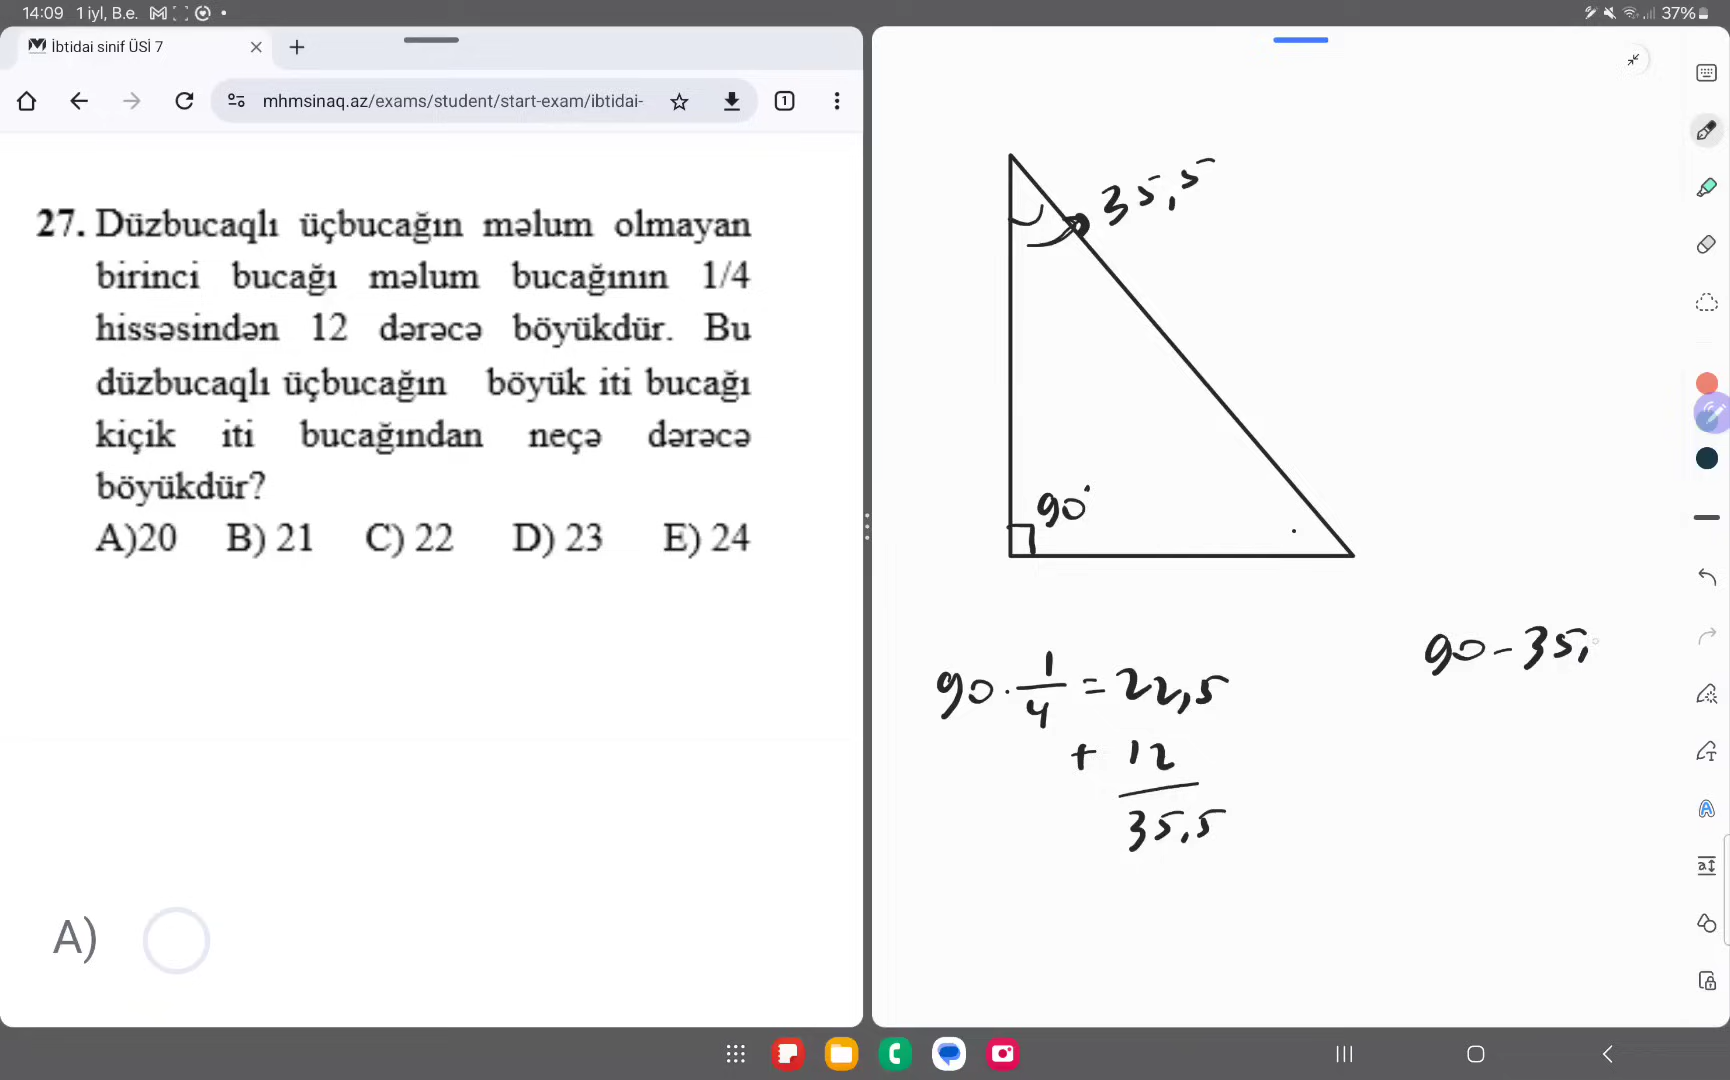 14:09 1 iyl, B.e. 37%
İbtidai sinif ÜSİ 7
mhmsinaq.az/exams/student/start-exam/ibtidai-
1
27. Düzbucaqlı üçbucağın məlum olmayan
birinci bucağı məlum bucağının 1/4
hissəsindən 12 dərəcə böyükdür. Bu
düzbucaqlı üçbucağın böyük iti bucağı
kiçik iti bucağından neçə dərəcə
böyükdür?
A)20 B) 21 C) 22 D) 23 E) 24
A)
35,5
90°
90 · 1/4 = 22,5
+ 12
35,5
90 - 35,